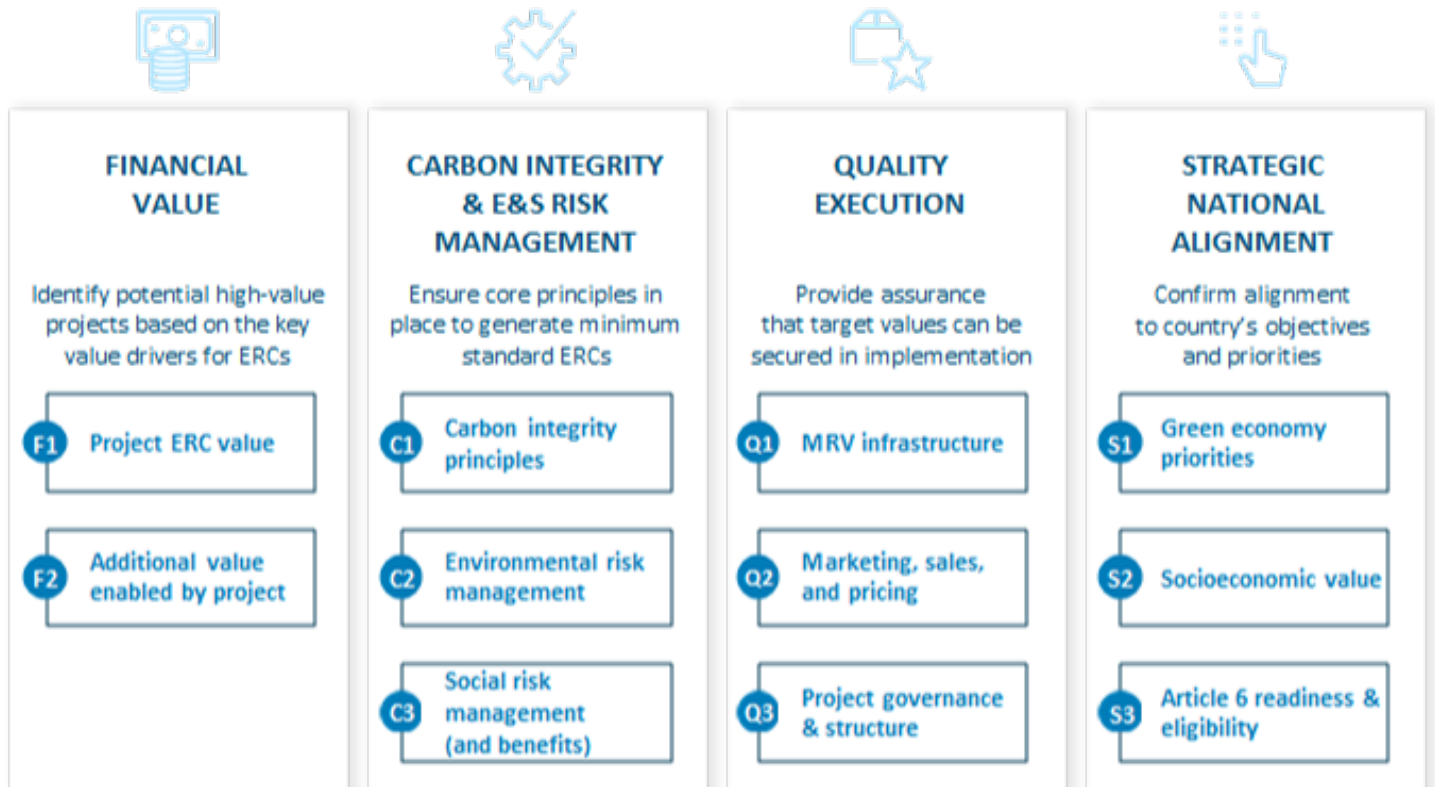 FINANCIAL
VALUE
Identify potential high-value
projects based on the key
value drivers for ERCs
F1
Project ERC value
F2
Additional value
enabled by project
CARBON INTEGRITY
& E&S RISK
MANAGEMENT
Ensure core principles in
place to generate minimum
standard ERCs
C1
Carbon integrity
principles
C2
Environmental risk
management
C3
Social risk
management
(and benefits)
QUALITY
EXECUTION
Provide assurance
that target values can be
secured in implementation
Q1
MRV infrastructure
Q2
Marketing, sales,
and pricing
Q3
Project governance
& structure
STRATEGIC
NATIONAL
ALIGNMENT
Confirm alignment
to country's objectives
and priorities
S1
Green economy
priorities
S2
Socioeconomic value
S3
Article 6 readiness &
eligibility